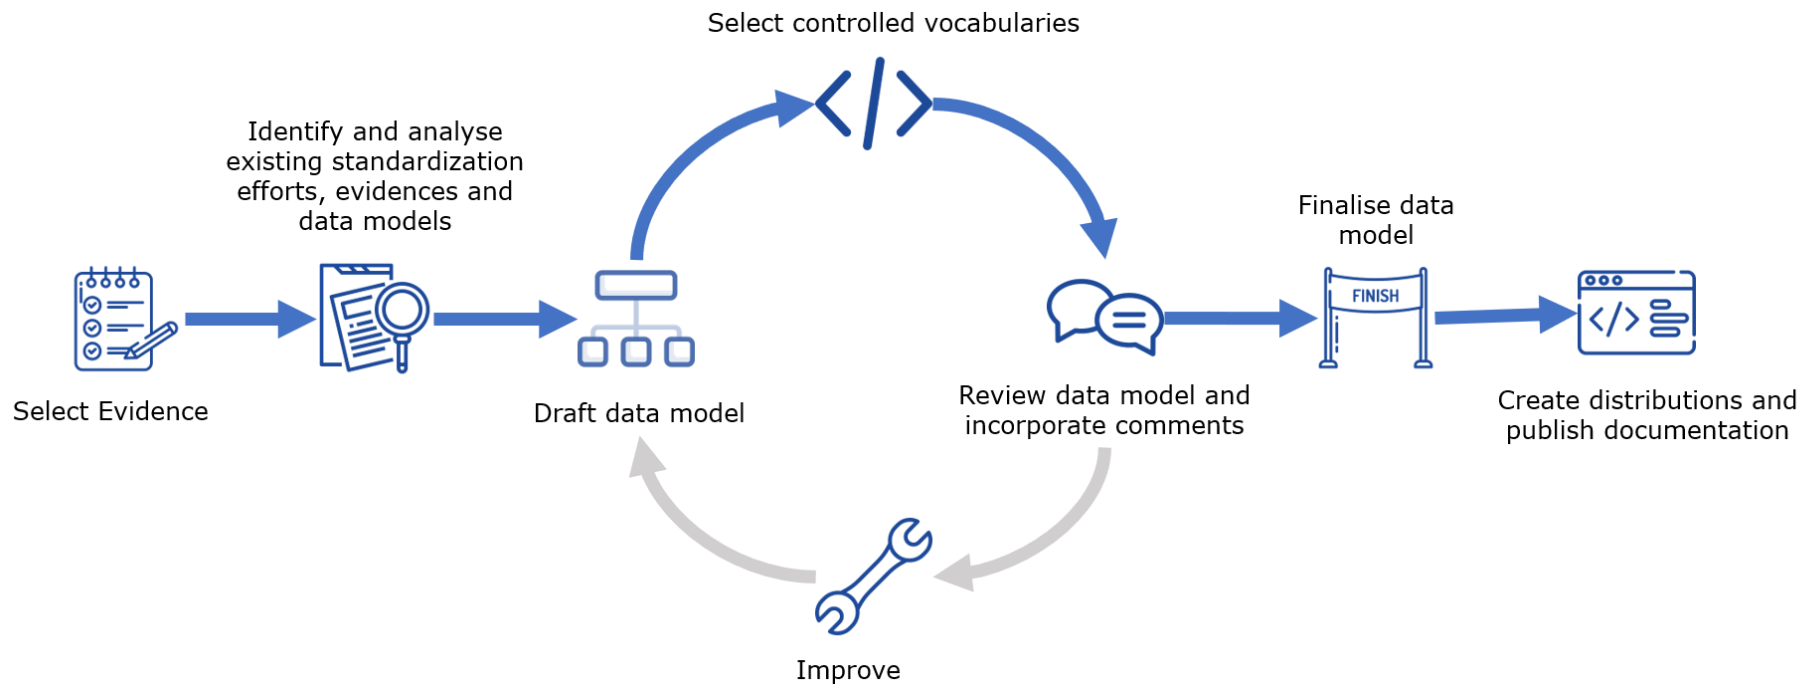 Select controlled vocabularies
Identify and analyse
existing standardization
efforts, evidences and
data models
Finalise data
model
FINISH
Select Evidence
Draft data model
Review data model and
incorporate comments
Create distributions and
publish documentation
Improve